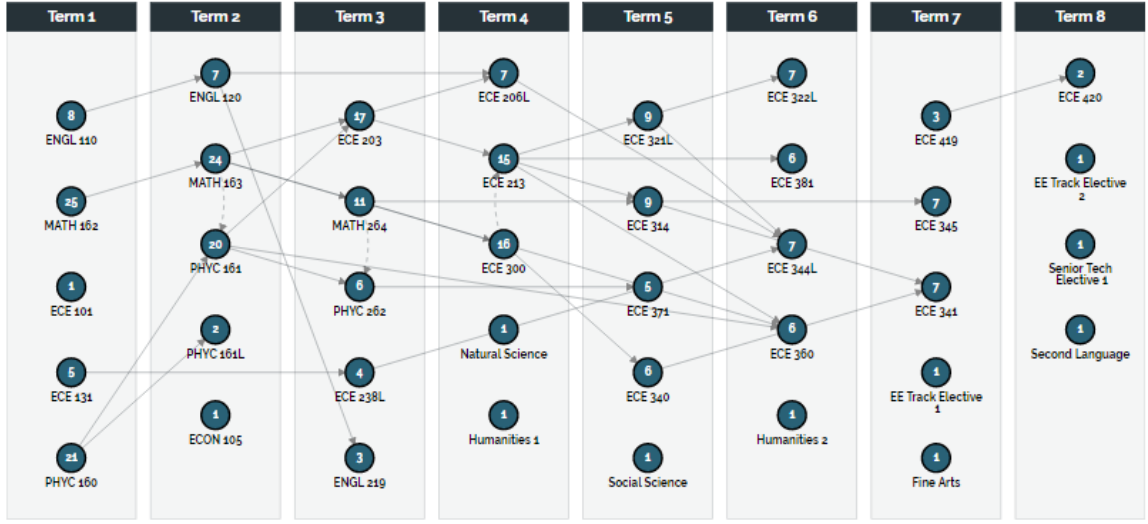 Term 1
Term 2
Term 3
Term 4
Term 5
Term 6
Term 7
Term 8
8
ENGL 110
25
MATH 162
1
ECE 101
5
ECE 131
21
PHYC 160
7
ENGL 120
24
MATH 163
20
PHYC 161
2
PHYC 161L
1
ECON 105
17
ECE 203
11
MATH 264
6
PHYC 262
4
ECE 238L
3
ENGL 219
7
ECE 206L
15
ECE 213
16
ECE 300
1
Natural Science
1
Humanities 1
9
ECE 321L
9
ECE 314
5
ECE 371
6
ECE 340
1
Social Science
7
ECE 322L
6
ECE 381
7
ECE 344L
6
ECE 360
1
Humanities 2
3
ECE 419
7
ECE 345
7
ECE 341
1
EE Track Elective
1
1
Fine Arts
2
ECE 420
1
EE Track Elective
2
1
Senior Tech
Elective 1
1
Second Language